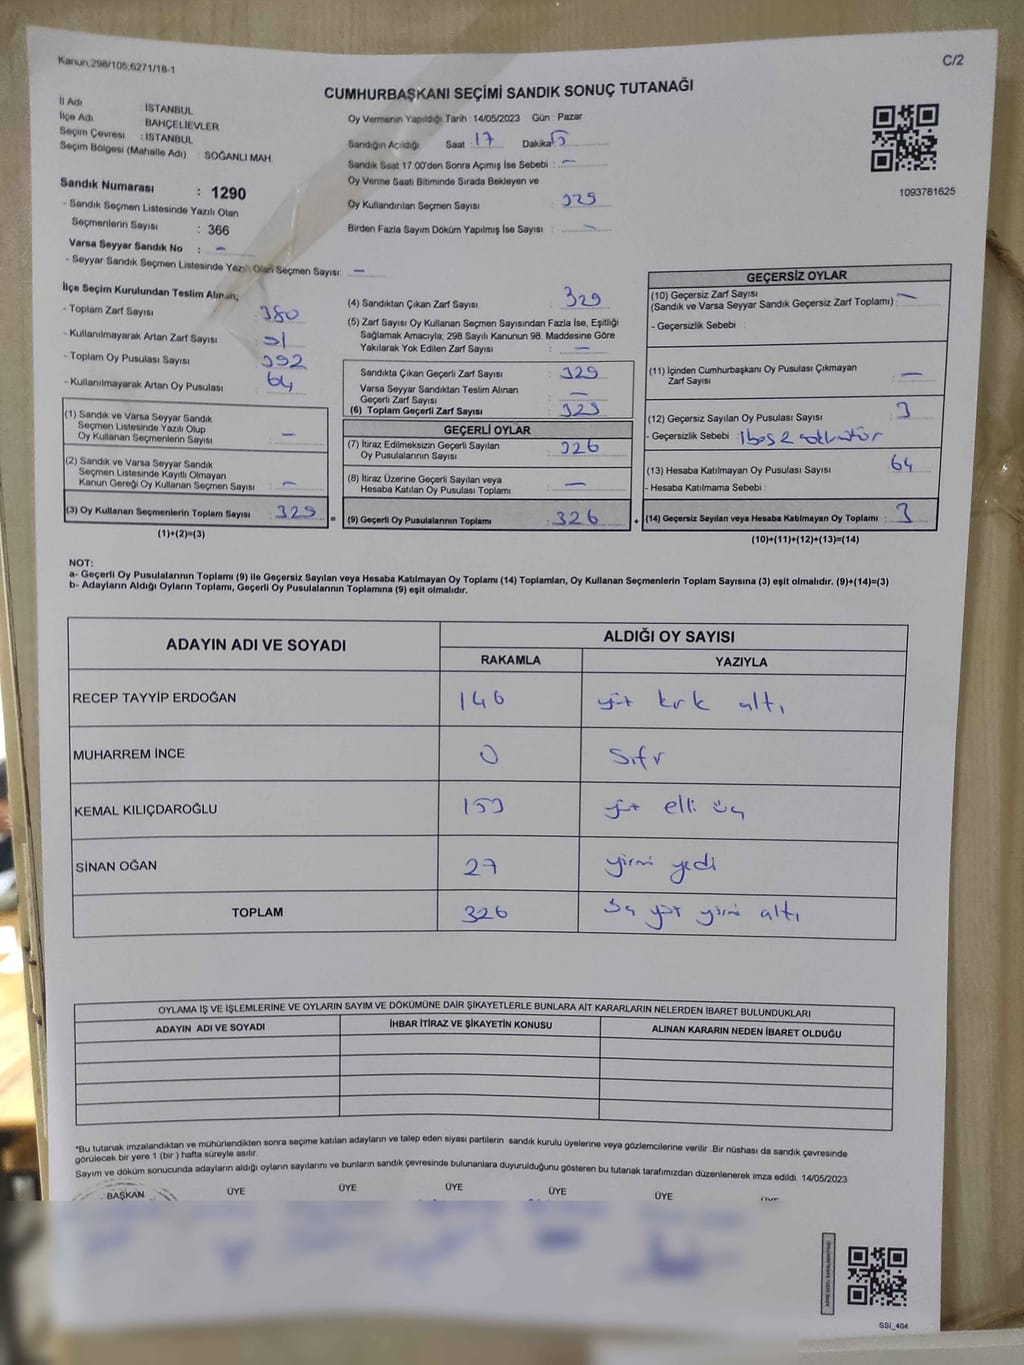 Kanun:298/105;6271/18-1
C/2
CUMHURBAŞKANI SEÇİMİ SANDIK SONUÇ TUTANAĞI
İl Adı : İSTANBUL
İlçe Adı : BAHÇELİEVLER
Seçim Çevresi : İSTANBUL
Seçim Bölgesi (Mahalle Adı) : SOĞANLI MAH.
Oy Vermenin Yapıldığı Tarih :14/05/2023 Gün : Pazar
Sandığın Açıldığı Saat : 17 Dakika: 5
Sandık Saat 17:00'den Sonra Açımış İse Sebebi : —
Oy Verme Saati Bitiminde Sırada Bekleyen ve
Oy Kullandırılan Seçmen Sayısı : 329
Birden Fazla Sayım Döküm Yapılmış İse Sayısı : —
1093781625
Sandık Numarası : 1290
- Sandık Seçmen Listesinde Yazılı Olan
Seçmenlerin Sayısı : 366
Varsa Seyyar Sandık No : —
- Seyyar Sandık Seçmen Listesinde Yazılı Olan Seçmen Sayısı: —
İlçe Seçim Kurulundan Teslim Alınan;
- Toplam Zarf Sayısı : 380
- Kullanılmayarak Artan Zarf Sayısı : 51
- Toplam Oy Pusulası Sayısı : 392
- Kullanılmayarak Artan Oy Pusulası : 64
(1) Sandık ve Varsa Seyyar Sandık
Seçmen Listesinde Yazılı Olup
Oy Kullanan Seçmenlerin Sayısı : —
(2) Sandık ve Varsa Seyyar Sandık
Seçmen Listesinde Kayıtlı Olmayan
Kanun Gereği Oy Kullanan Seçmen Sayısı : —
(3) Oy Kullanan Seçmenlerin Toplam Sayısı : 329 =
(1)+(2)=(3)
(4) Sandıktan Çıkan Zarf Sayısı : 329
(5) Zarf Sayısı Oy Kullanan Seçmen Sayısından Fazla İse, Eşitliği
Sağlamak Amacıyla; 298 Sayılı Kanunun 98. Maddesine Göre
Yakılarak Yok Edilen Zarf Sayısı : —
Sandıkta Çıkan Geçerli Zarf Sayısı : 329
Varsa Seyyar Sandıktan Teslim Alınan
Geçerli Zarf Sayısı : —
(6) Toplam Geçerli Zarf Sayısı : 329
GEÇERLİ OYLAR
(7) İtiraz Edilmeksizin Geçerli Sayılan
Oy Pusulalarının Sayısı : 326
(8) İtiraz Üzerine Geçerli Sayılan veya
Hesaba Katılan Oy Pusulası Toplamı : —
(9) Geçerli Oy Pusulalarının Toplamı : 326 +
GEÇERSİZ OYLAR
(10) Geçersiz Zarf Sayısı : —
(Sandık ve Varsa Seyyar Sandık Geçersiz Zarf Toplamı)
- Geçersizlik Sebebi :
(11) İçinden Cumhurbaşkanı Oy Pusulası Çıkmayan
Zarf Sayısı : —
(12) Geçersiz Sayılan Oy Pusulası Sayısı : 3
- Geçersizlik Sebebi : 1 boş 2
(13) Hesaba Katılmayan Oy Pusulası Sayısı : 64
- Hesaba Katılmama Sebebi :
(14) Geçersiz Sayılan veya Hesaba Katılmayan Oy Toplamı : 3
(10)+(11)+(12)+(13)=(14)
NOT:
a- Geçerli Oy Pusulalarının Toplamı (9) ile Geçersiz Sayılan veya Hesaba Katılmayan Oy Toplamı (14) Toplamları, Oy Kullanan Seçmenlerin Toplam Sayısına (3) eşit olmalıdır. (9)+(14)=(3)
b- Adayların Aldığı Oyların Toplamı, Geçerli Oy Pusulalarının Toplamına (9) eşit olmalıdır.
ADAYIN ADI VE SOYADI ALDIĞI OY SAYISI
RAKAMLA YAZIYLA
RECEP TAYYİP ERDOĞAN 146 yüz kırk altı
MUHARREM İNCE 0 Sıfır
KEMAL KILIÇDAROĞLU 153 yüz elli üç
SİNAN OĞAN 27 yirmi yedi
TOPLAM 326 üç yüz yirmi altı
OYLAMA İŞ VE İŞLEMLERİNE VE OYLARIN SAYIM VE DÖKÜMÜNE DAİR ŞİKAYETLERLE BUNLARA AİT KARARLARIN NELERDEN İBARET BULUNDUKLARI
ADAYIN ADI VE SOYADI İHBAR İTİRAZ VE ŞİKAYETİN KONUSU ALINAN KARARIN NEDEN İBARET OLDUĞU
*Bu tutanak imzalandıktan ve mühürlendikten sonra seçime katılan adayların ve talep eden siyasi partilerin sandık kurulu üyelerine veya gözlemcilerine verilir. Bir nüshası da sandık çevresinde
görülecek bir yere 1 (bir ) hafta süreyle asılır.
Sayım ve döküm sonucunda adayların aldığı oyların sayılarını ve bunların sandık çevresinde bulunanlara duyurulduğunu gösteren bu tutanak tarafımızdan düzenlenerek imza edildi. 14/05/2023
BAŞKAN ÜYE ÜYE ÜYE ÜYE ÜYE ÜYE
SSİ_404